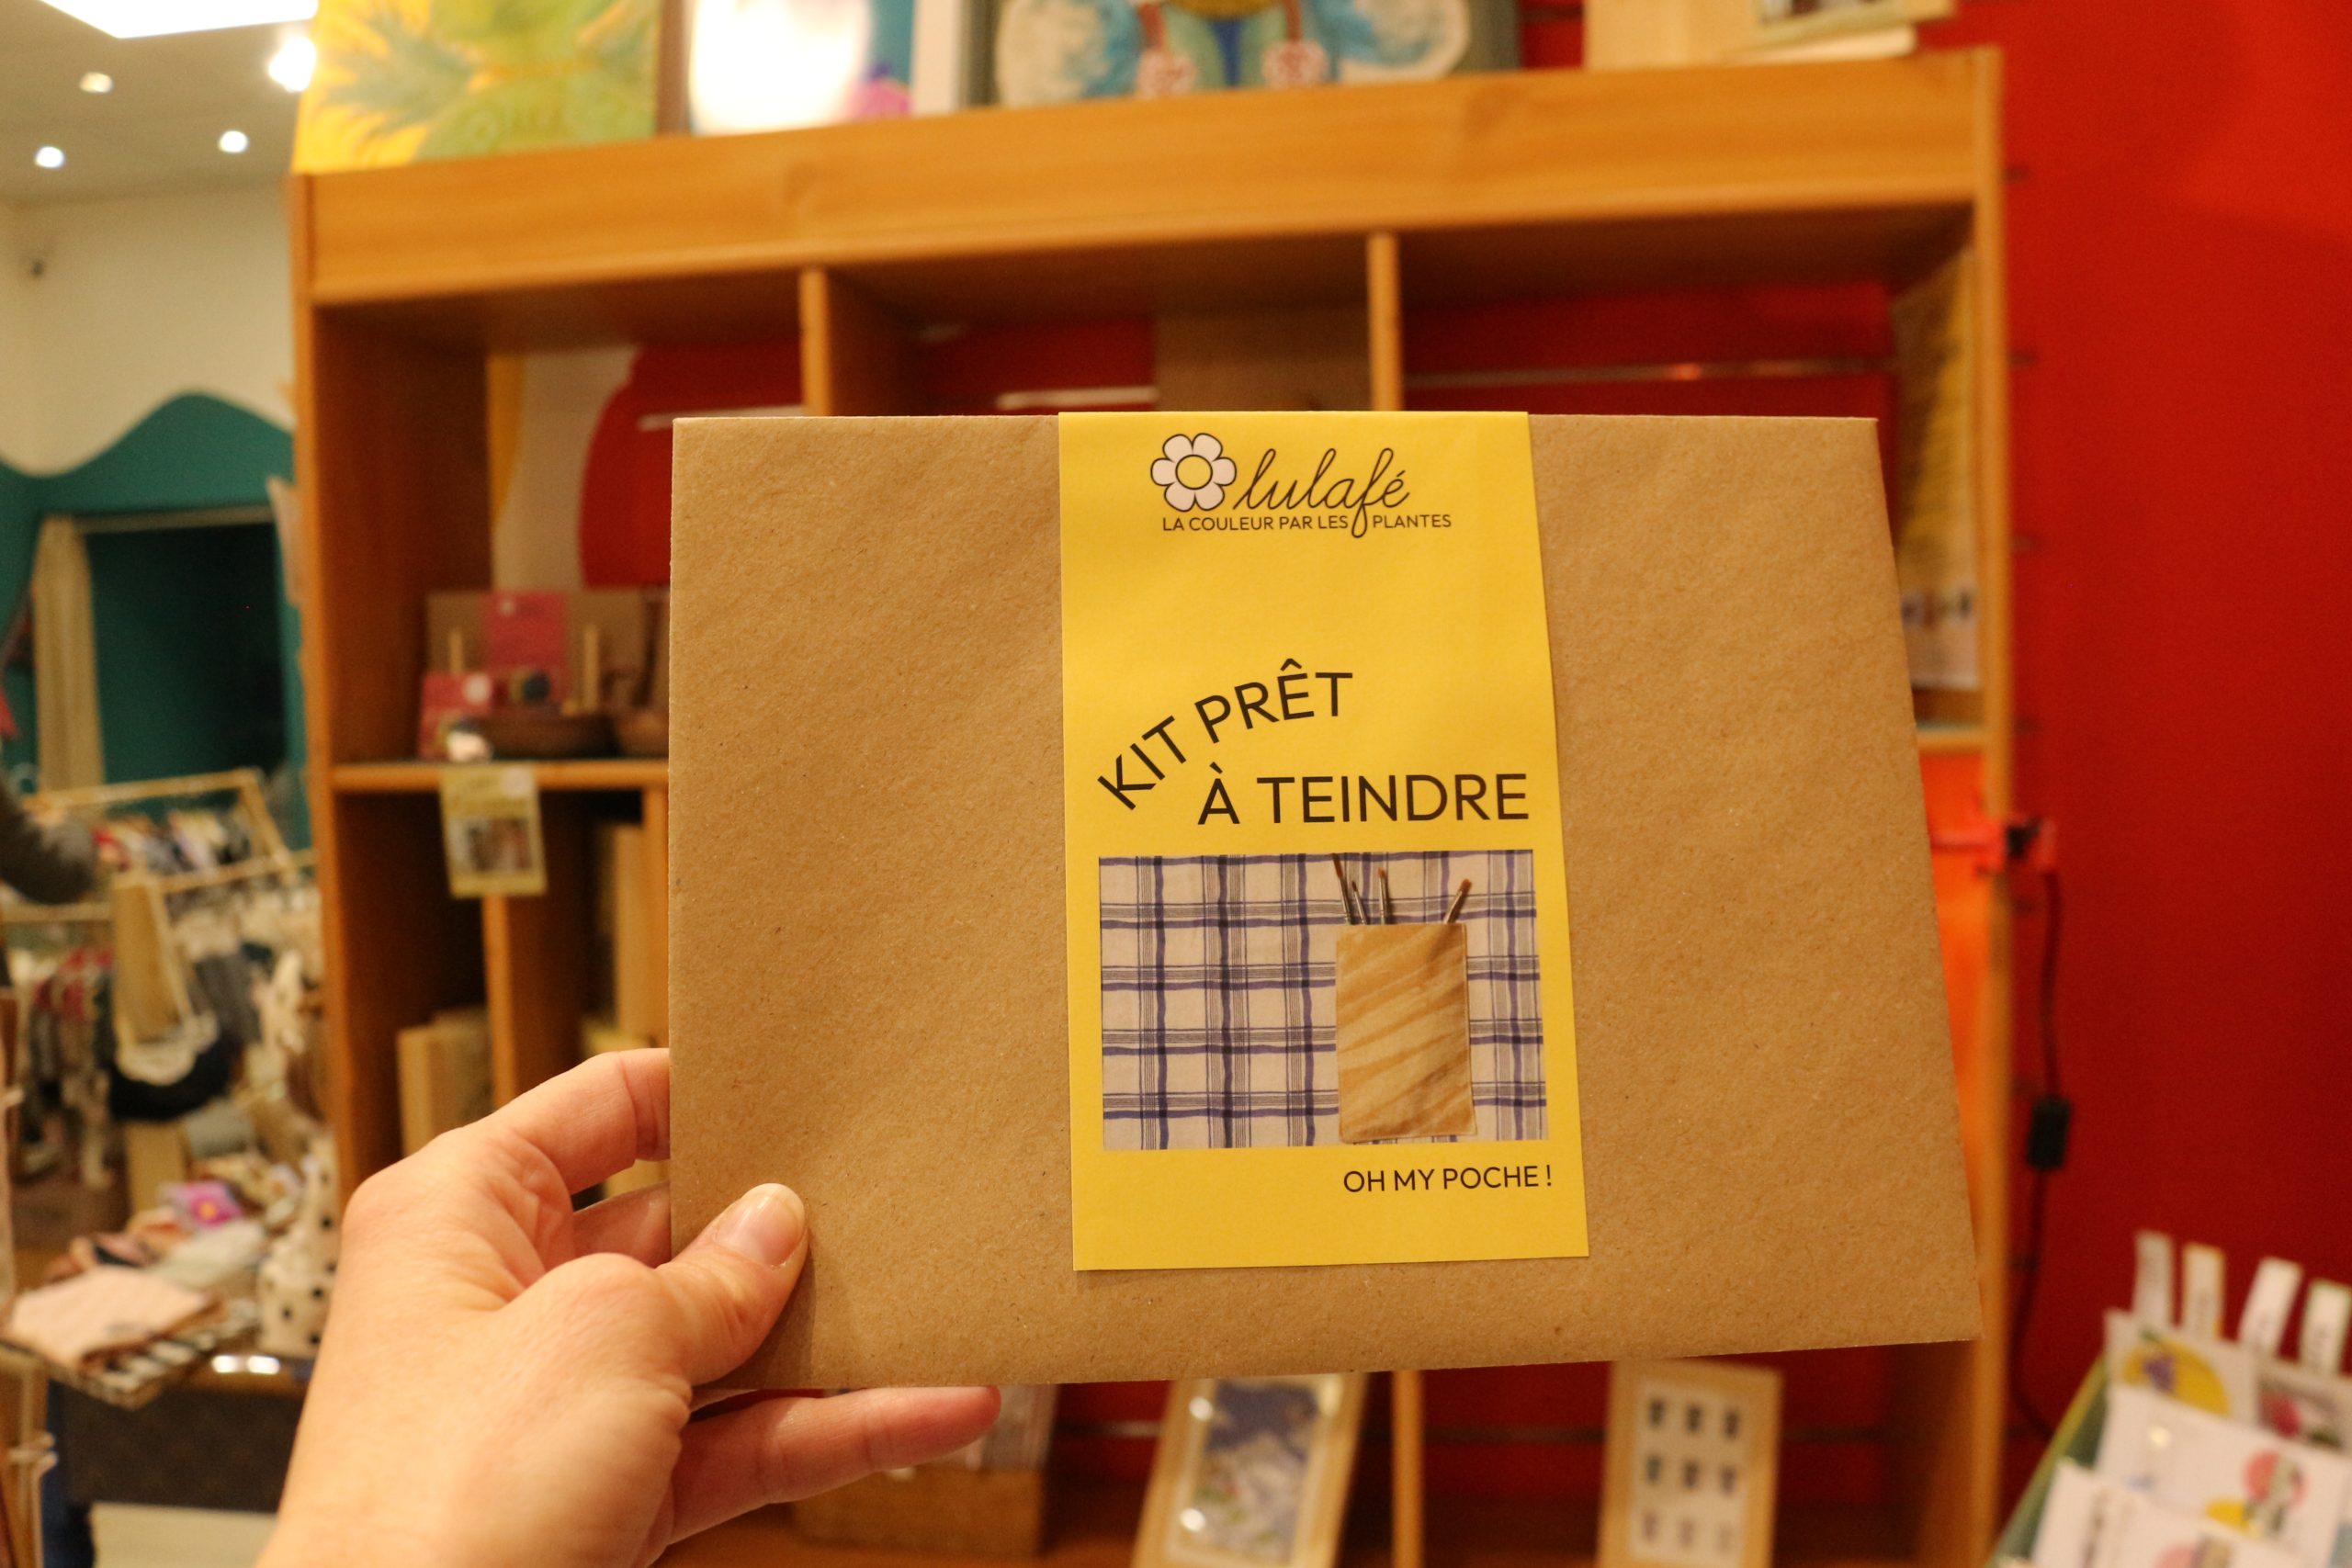 lulafé
LA COULEUR PAR LES PLANTES
KIT PRÊT
À TEINDRE
OH MY POCHE !